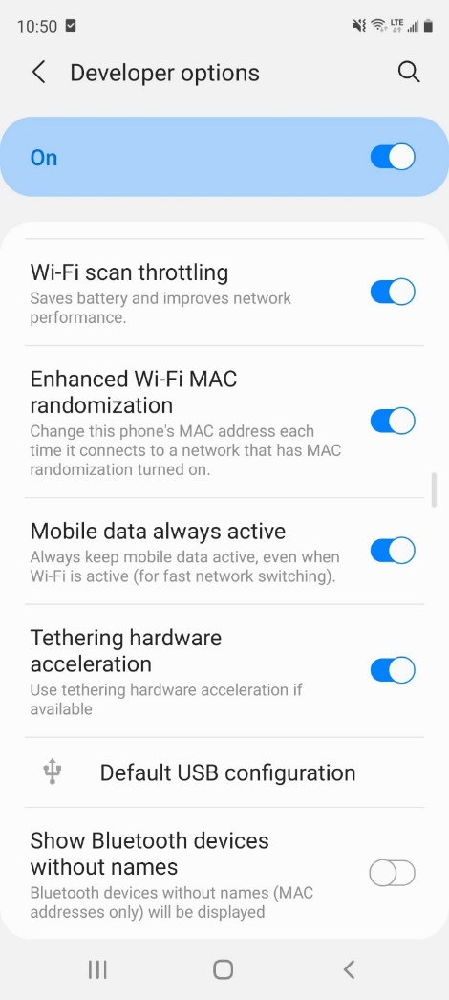 10:50
LTE
Developer options
On
Wi-Fi scan throttling
Saves battery and improves network
performance.
Enhanced Wi-Fi MAC
randomization
Change this phone's MAC address each
time it connects to a network that has MAC
randomization turned on.
Mobile data always active
Always keep mobile data active, even when
Wi-Fi is active (for fast network switching).
Tethering hardware
acceleration
Use tethering hardware acceleration if
available
Default USB configuration
Show Bluetooth devices
without names
Bluetooth devices without names (MAC
addresses only) will be displayed